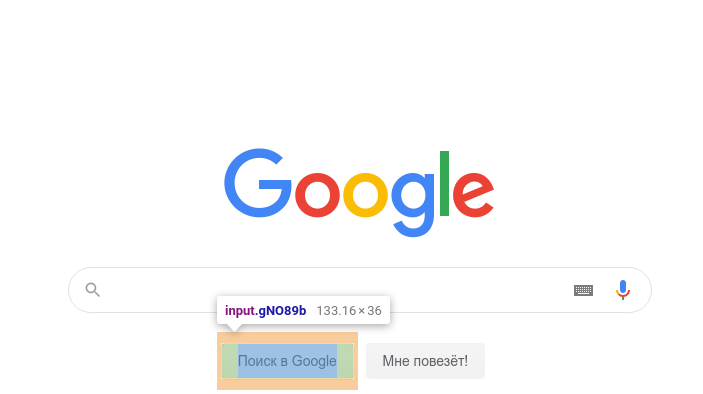 Google
input.gNO89b 133.16 × 36
Поиск в Google
Мне повезёт!